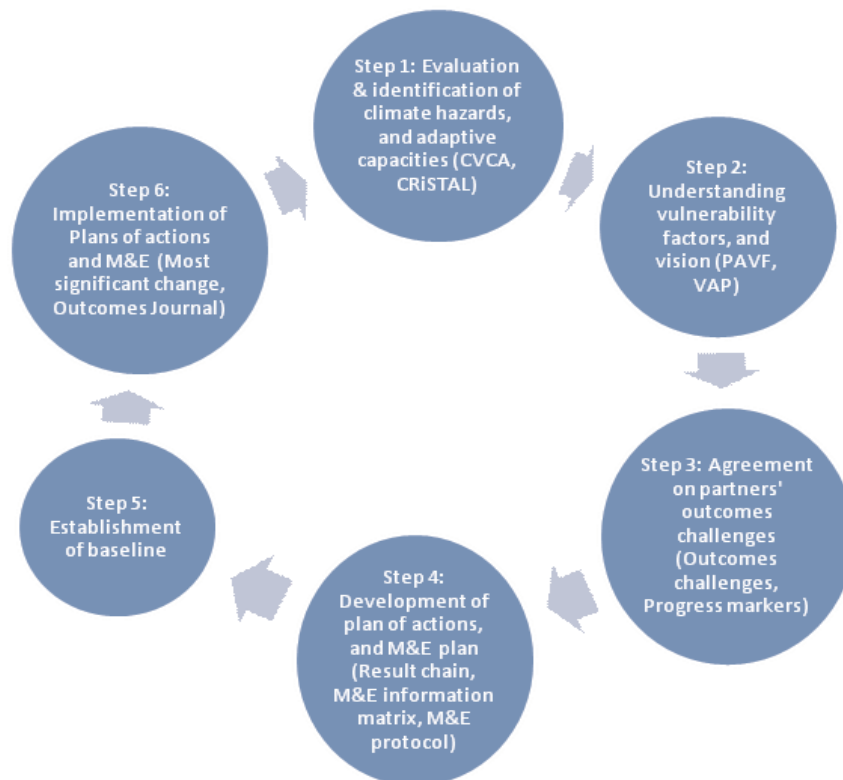 Step 1: Evaluation
& identification of
climate hazards,
and adaptive
capacities (CVCA,
CRiSTAL)
Step 2:
Understanding
vulnerability
factors, and
vision (PAVF,
VAP)
Step 3: Agreement
on partners'
outcomes
challenges
(Outcomes
challenges,
Progress markers)
Step 4:
Development of
plan of actions,
and M&E plan
(Result chain,
M&E information
matrix, M&E
protocol)
Step 5:
Establishment
of baseline
Step 6:
Implementation of
Plans of actions
and M&E (Most
significant change,
Outcomes Journal)